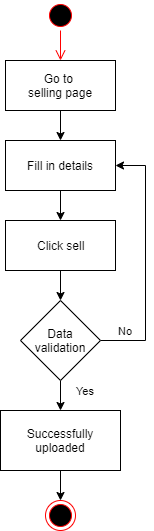 Go to
selling page
Fill in details
Click sell
Data
validation
No
Yes
Successfully
uploaded